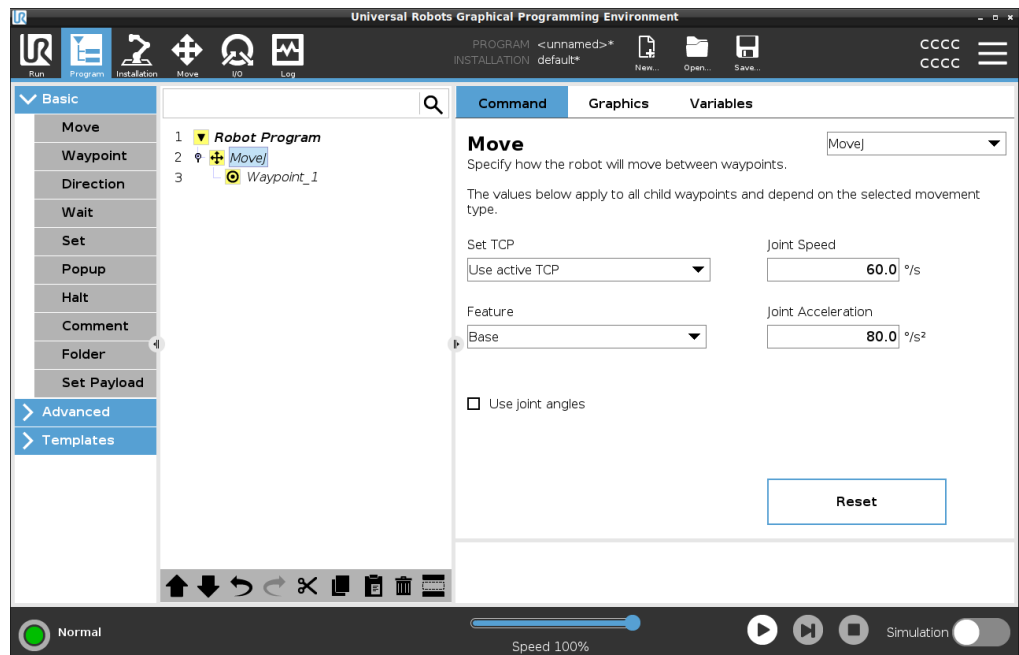 Universal Robots Graphical Programming Environment
UR
Run
Program
Installation
Move
I/O
Log
PROGRAM <unnamed>*
INSTALLATION default*
New...
Open...
Save...
CCCC
CCCC
Basic
Move
Waypoint
Direction
Wait
Set
Popup
Halt
Comment
Folder
Set Payload
Advanced
Templates
1 Robot Program
2 MoveJ
3 Waypoint_1
Command Graphics Variables
Move
MoveJ
Specify how the robot will move between waypoints.
The values below apply to all child waypoints and depend on the selected movement
type.
Set TCP
Joint Speed
Use active TCP
60.0 °/s
Feature
Joint Acceleration
Base
80.0 °/s²
Use joint angles
Reset
Normal
Speed 100%
Simulation